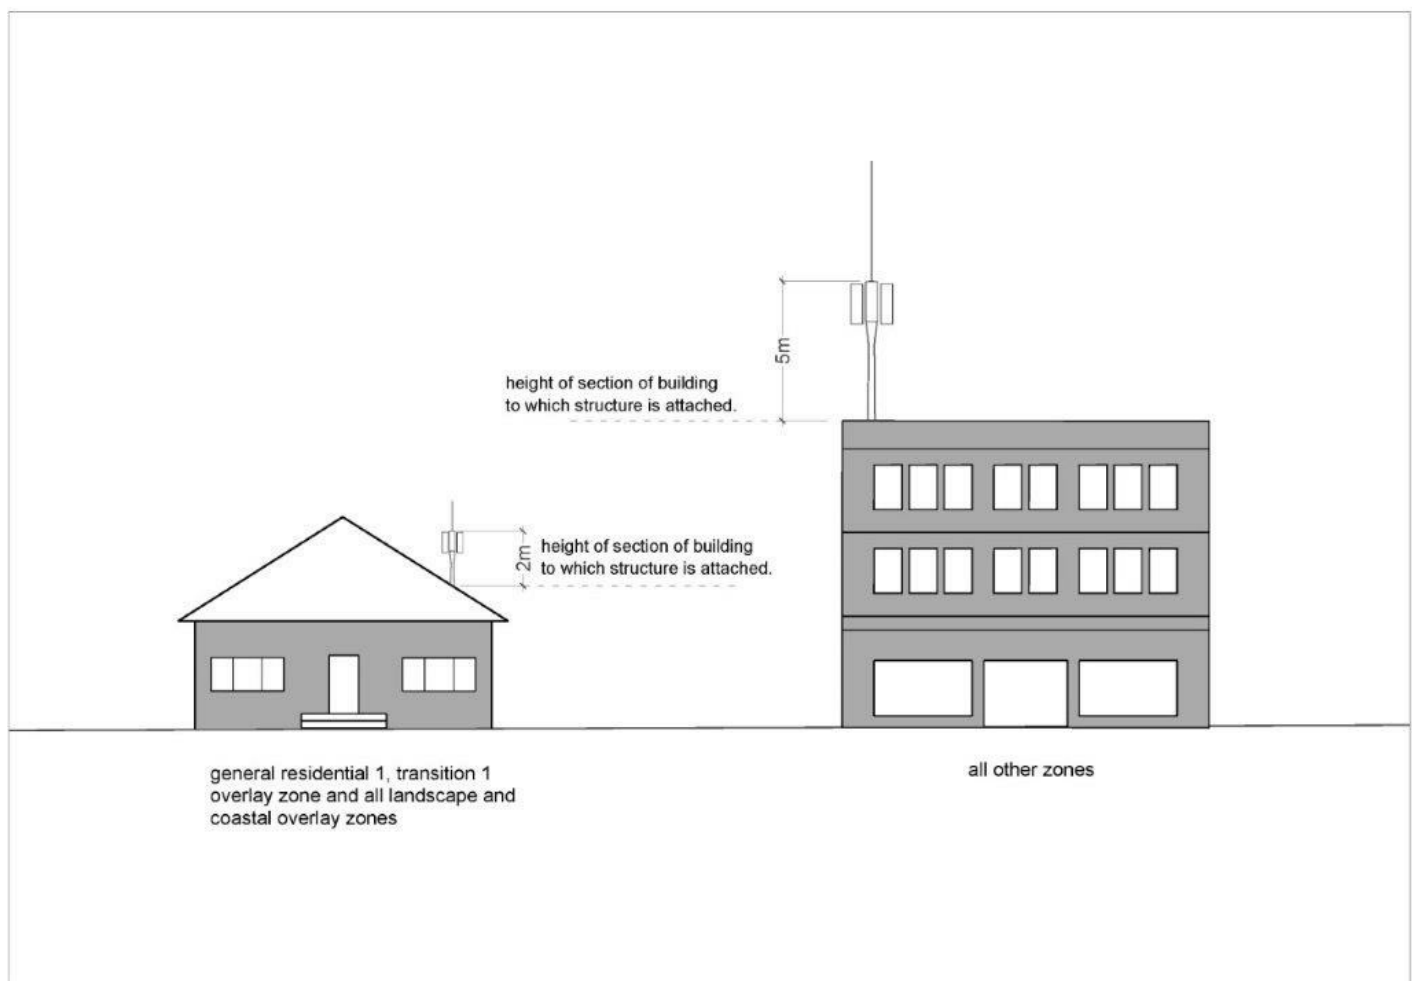 5m
height of section of building
to which structure is attached.
2m
height of section of building
to which structure is attached.
general residential 1, transition 1
overlay zone and all landscape and
coastal overlay zones
all other zones